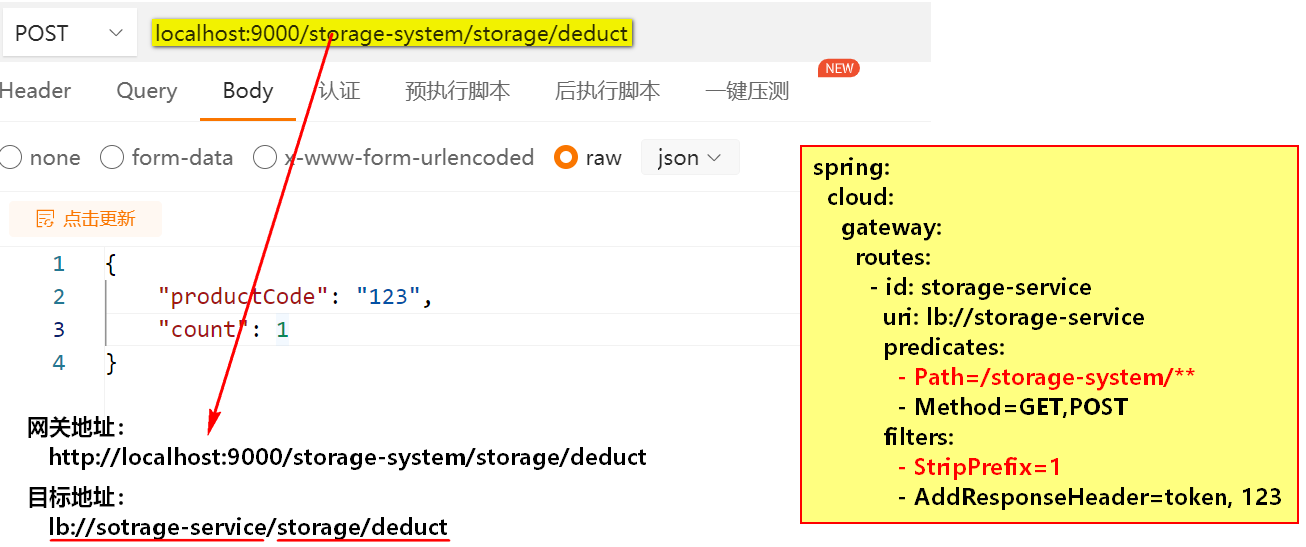 POST
localhost:9000/storage-system/storage/deduct
NEW
Header Query Body 认证 预执行脚本 后执行脚本 一键压测
none form-data x-www-form-urlencoded raw json
点击更新
1 {
2 "productCode": "123",
3 "count": 1
4 }
网关地址：
http://localhost:9000/storage-system/storage/deduct
目标地址：
lb://sotrage-service/storage/deduct
spring:
cloud:
gateway:
routes:
- id: storage-service
uri: lb://storage-service
predicates:
- Path=/storage-system/**
- Method=GET,POST
filters:
- StripPrefix=1
- AddResponseHeader=token, 123